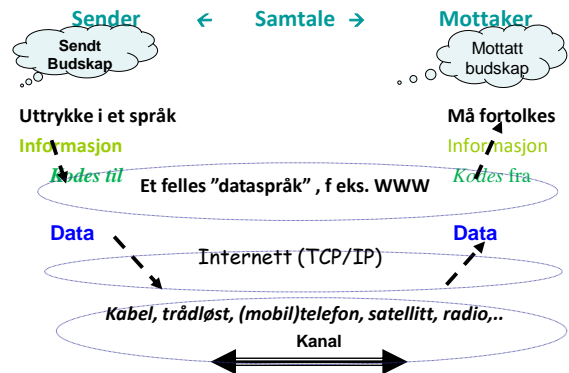 Sender ← Samtale → Mottaker
Sendt
Budskap
Mottatt
budskap
Uttrykke i et språk
Må fortolkes
Informasjon
Informasjon
Kodes til
Et felles ”dataspråk” , f eks. WWW
Kodes fra
Data
Data
Internett (TCP/IP)
Kabel, trådløst, (mobil)telefon, satellitt, radio,..
Kanal